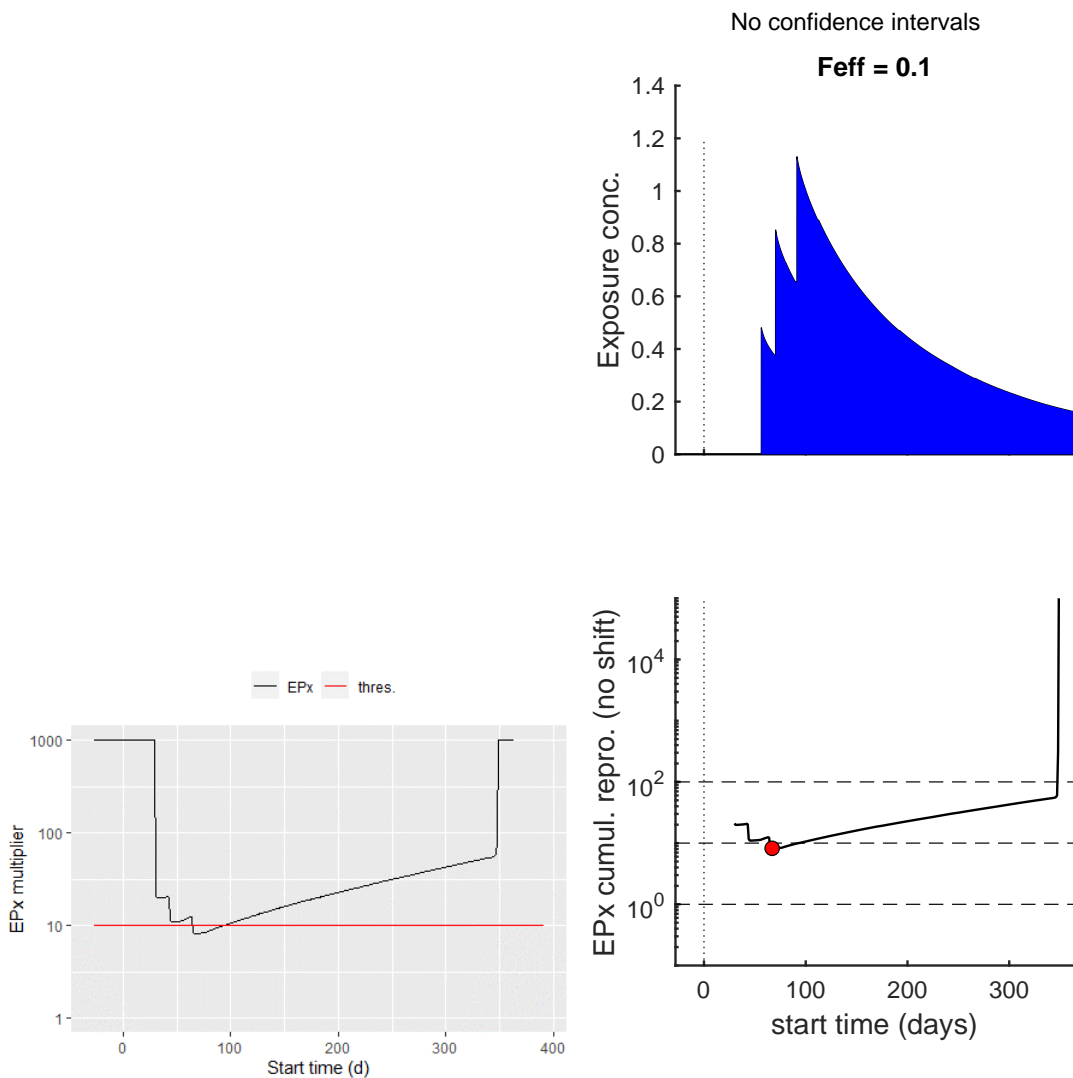 No confidence intervals
Feff = 0.1
1.4
1.2
1
0.8
0.6
0.4
0.2
0
Exposure conc.
EPx thres.
1000
100
10
1
EPx multiplier
0 100 200 300 400
Start time (d)
10^4
10^2
10^0
EPx cumul. repro. (no shift)
0 100 200 300
start time (days)